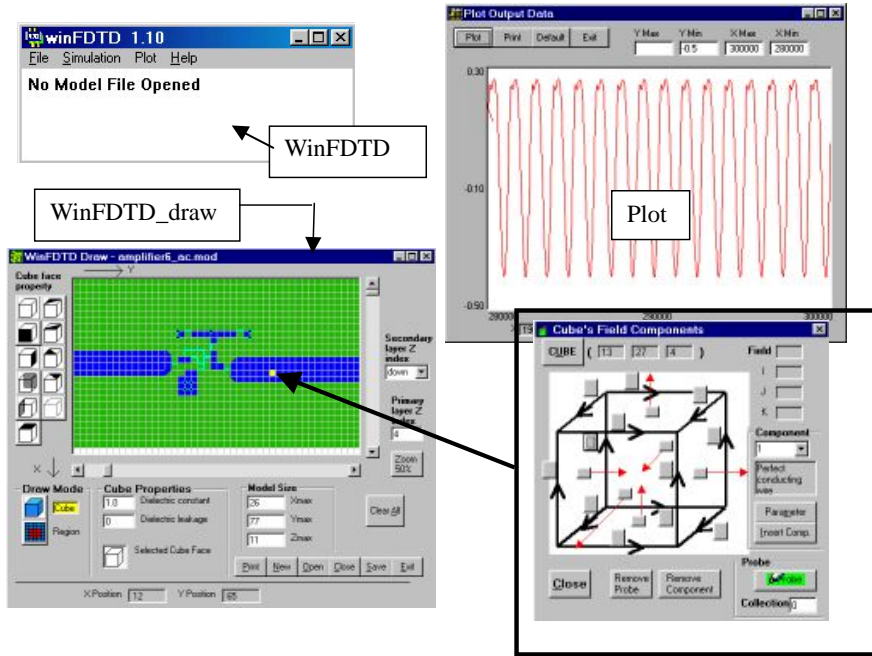 winFDTD 1.10
File Simulation Plot Help
No Model File Opened
WinFDTD
WinFDTD_draw
Plot Output Data
Plot Print Default Exit
Y Max Y Min X Max X Min
-0.5 300000 280000
0.30
-0.10
-0.50
Plot
290000 300000
WinFDTD Draw - amplifier6_ac.mod
Cube face
property
Y
Secondary
layer Z
index
down
Primary
layer Z
index
4
Zoom
50%
X
Draw Mode
Cube
Region
Cube Properties
1.0 Dielectric constant
0 Dielectric leakage
Selected Cube Face
Model Size
26 Xmax
77 Ymax
11 Zmax
Clear All
Print New Open Close Save Exit
X Position 12 Y Position 65
Cube's Field Components
CUBE ( 13 27 4 )
Field
I
J
K
Component
1
Perfect
conducting
wire
Parameter
Insert Comp.
Close
Remove
Probe
Remove
Component
Probe
Probe
Collection 0